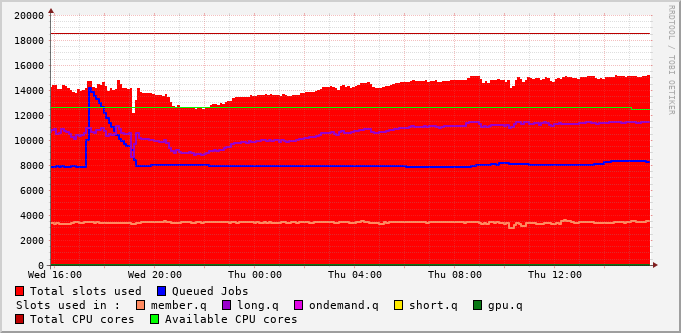 RRDTOOL / TOBI OETIKER
20000
18000
16000
14000
12000
10000
8000
6000
4000
2000
0
Wed 16:00 Wed 20:00 Thu 00:00 Thu 04:00 Thu 08:00 Thu 12:00
Total slots used Queued Jobs
Slots used in : member.q long.q ondemand.q short.q gpu.q
Total CPU cores Available CPU cores